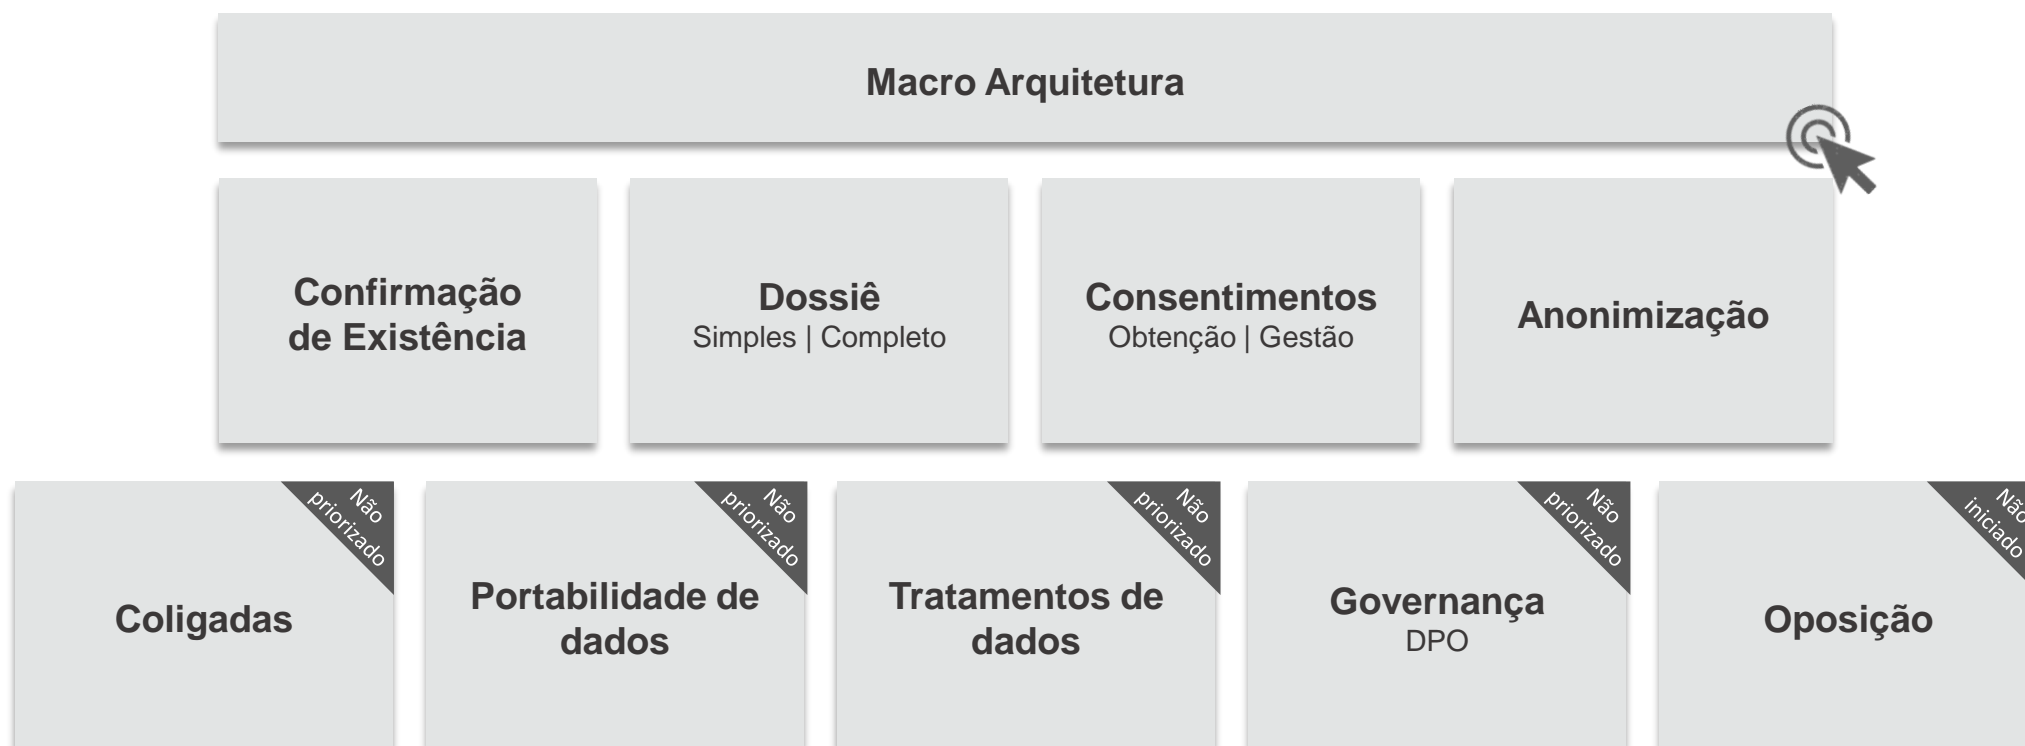 Macro Arquitetura
Confirmação
de Existência
Dossiê
Simples | Completo
Consentimentos
Obtenção | Gestão
Anonimização
Não
priorizado
Coligadas
Não
priorizado
Portabilidade de
dados
Não
priorizado
Tratamentos de
dados
Não
priorizado
Governança
DPO
Não
iniciado
Oposição